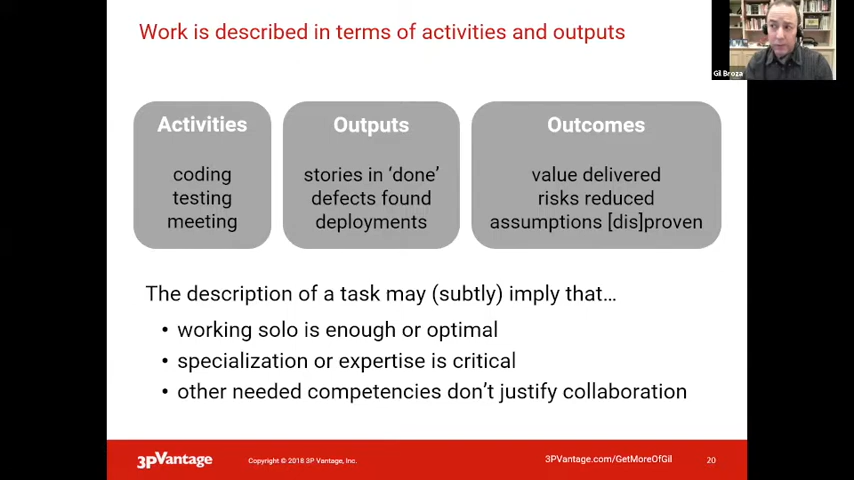 Work is described in terms of activities and outputs
Gil Broza
Activities
coding
testing
meeting
Outputs
stories in ‘done’
defects found
deployments
Outcomes
value delivered
risks reduced
assumptions [dis]proven
The description of a task may (subtly) imply that…
• working solo is enough or optimal
• specialization or expertise is critical
• other needed competencies don’t justify collaboration
3PVantage
Copyright © 2018 3P Vantage, Inc.
3PVantage.com/GetMoreOfGil
20